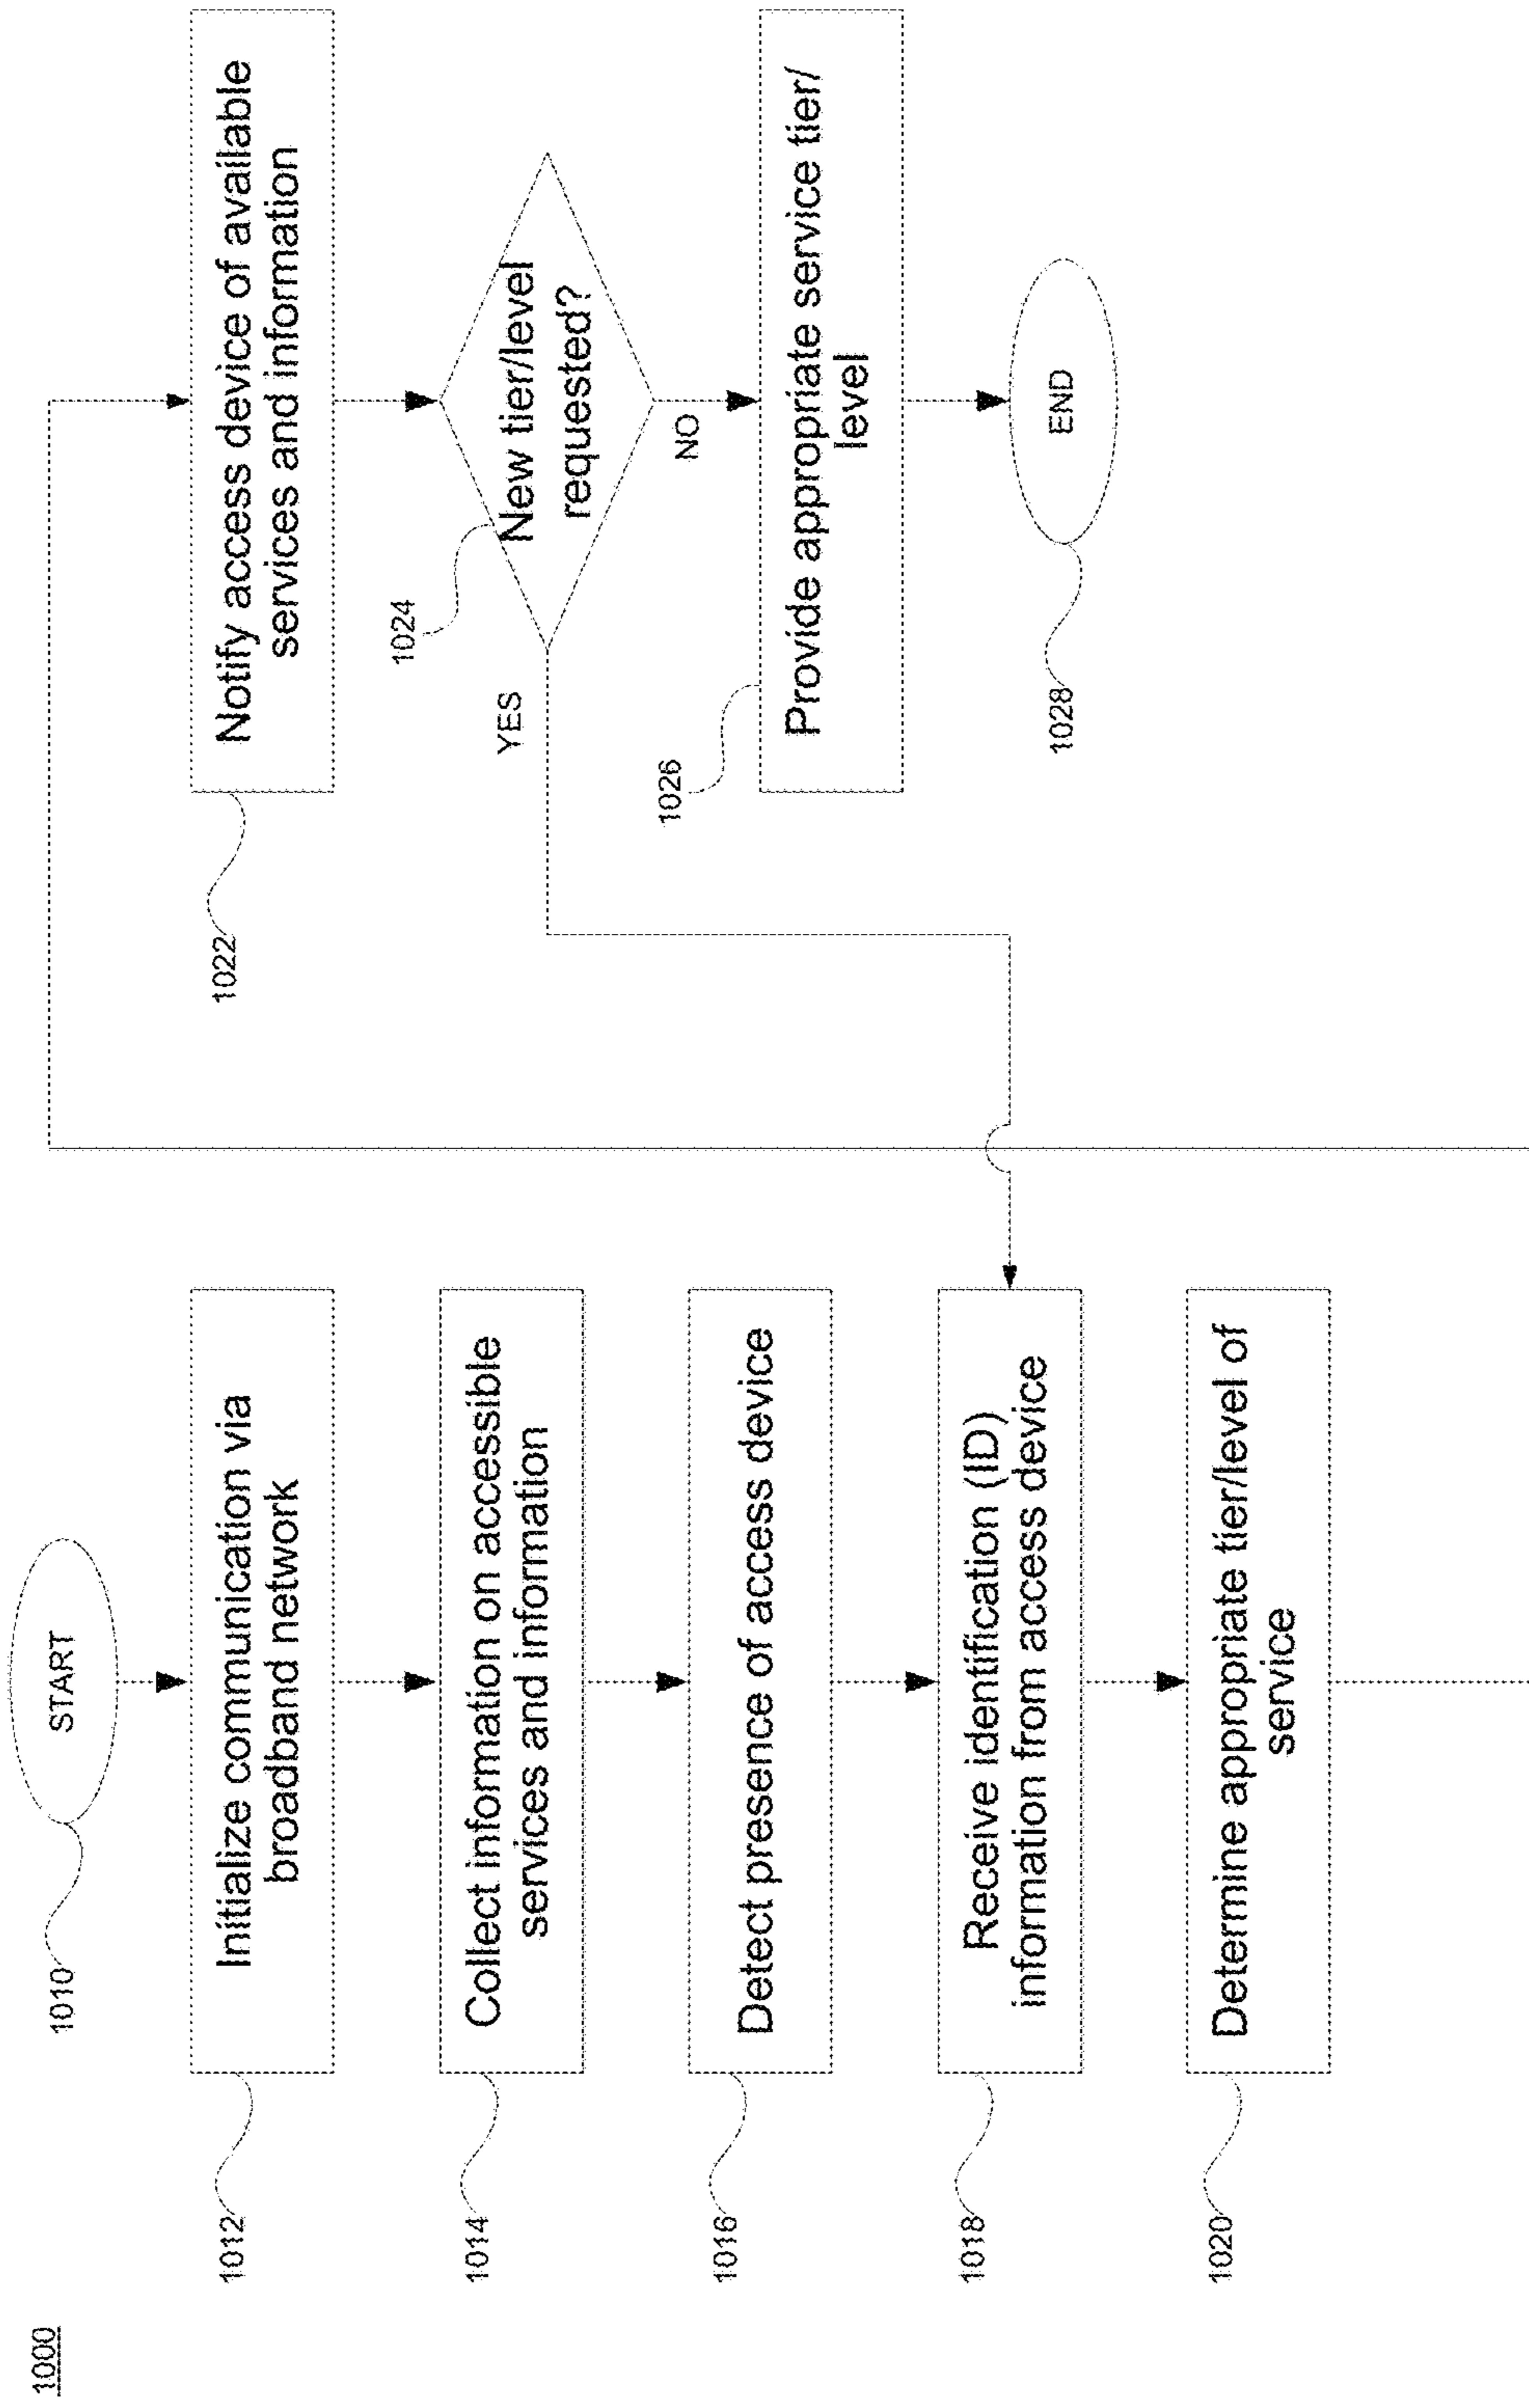 1000
1010
START
1012
Initialize communication via
broadband network
1014
Collect information on accessible
services and information
1016
Detect presence of access device
1018
Receive identification (ID)
information from access device
1020
Determine appropriate tier/level of
service
1022
Notify access device of available
services and information
1024
New tier/level
requested?
YES
NO
1026
Provide appropriate service tier/
level
1028
END